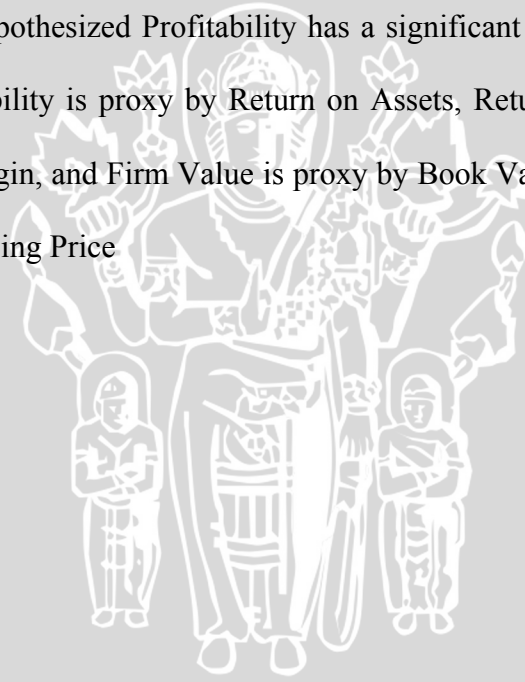 pothesized Profitability has a significant
bility is proxy by Return on Assets, Retu
gin, and Firm Value is proxy by Book Va
ing Price